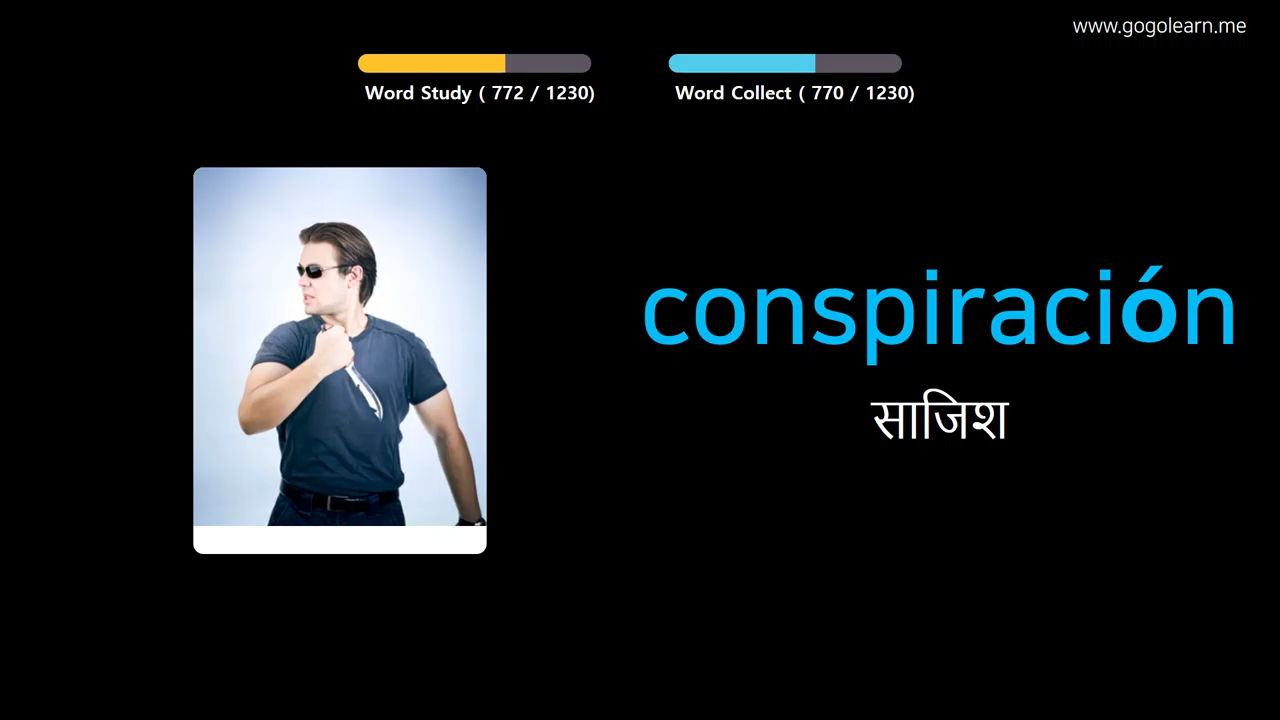 www.gogolearn.me
Word Study ( 772 / 1230)
Word Collect ( 770 / 1230)
conspiración
साजिश